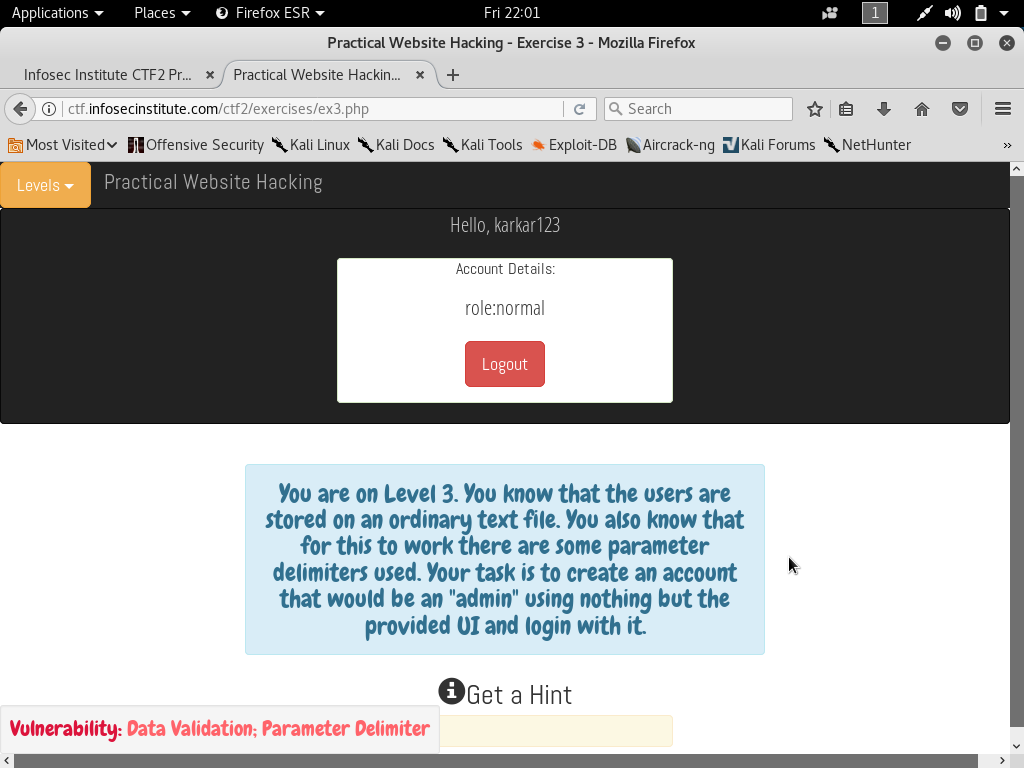 Applications Places Firefox ESR Fri 22:01 1
Practical Website Hacking - Exercise 3 - Mozilla Firefox
Infosec Institute CTF2 Pr... × Practical Website Hackin... × +
ctf.infosecinstitute.com/ctf2/exercises/ex3.php Search
Most Visited Offensive Security Kali Linux Kali Docs Kali Tools Exploit-DB Aircrack-ng Kali Forums NetHunter »
Levels Practical Website Hacking
Hello, karkar123
Account Details:
role:normal
Logout
You are on Level 3. You know that the users are
stored on an ordinary text file. You also know that
for this to work there are some parameter
delimiters used. Your task is to create an account
that would be an "admin" using nothing but the
provided UI and login with it.
Get a Hint
Vulnerability: Data Validation; Parameter Delimiter